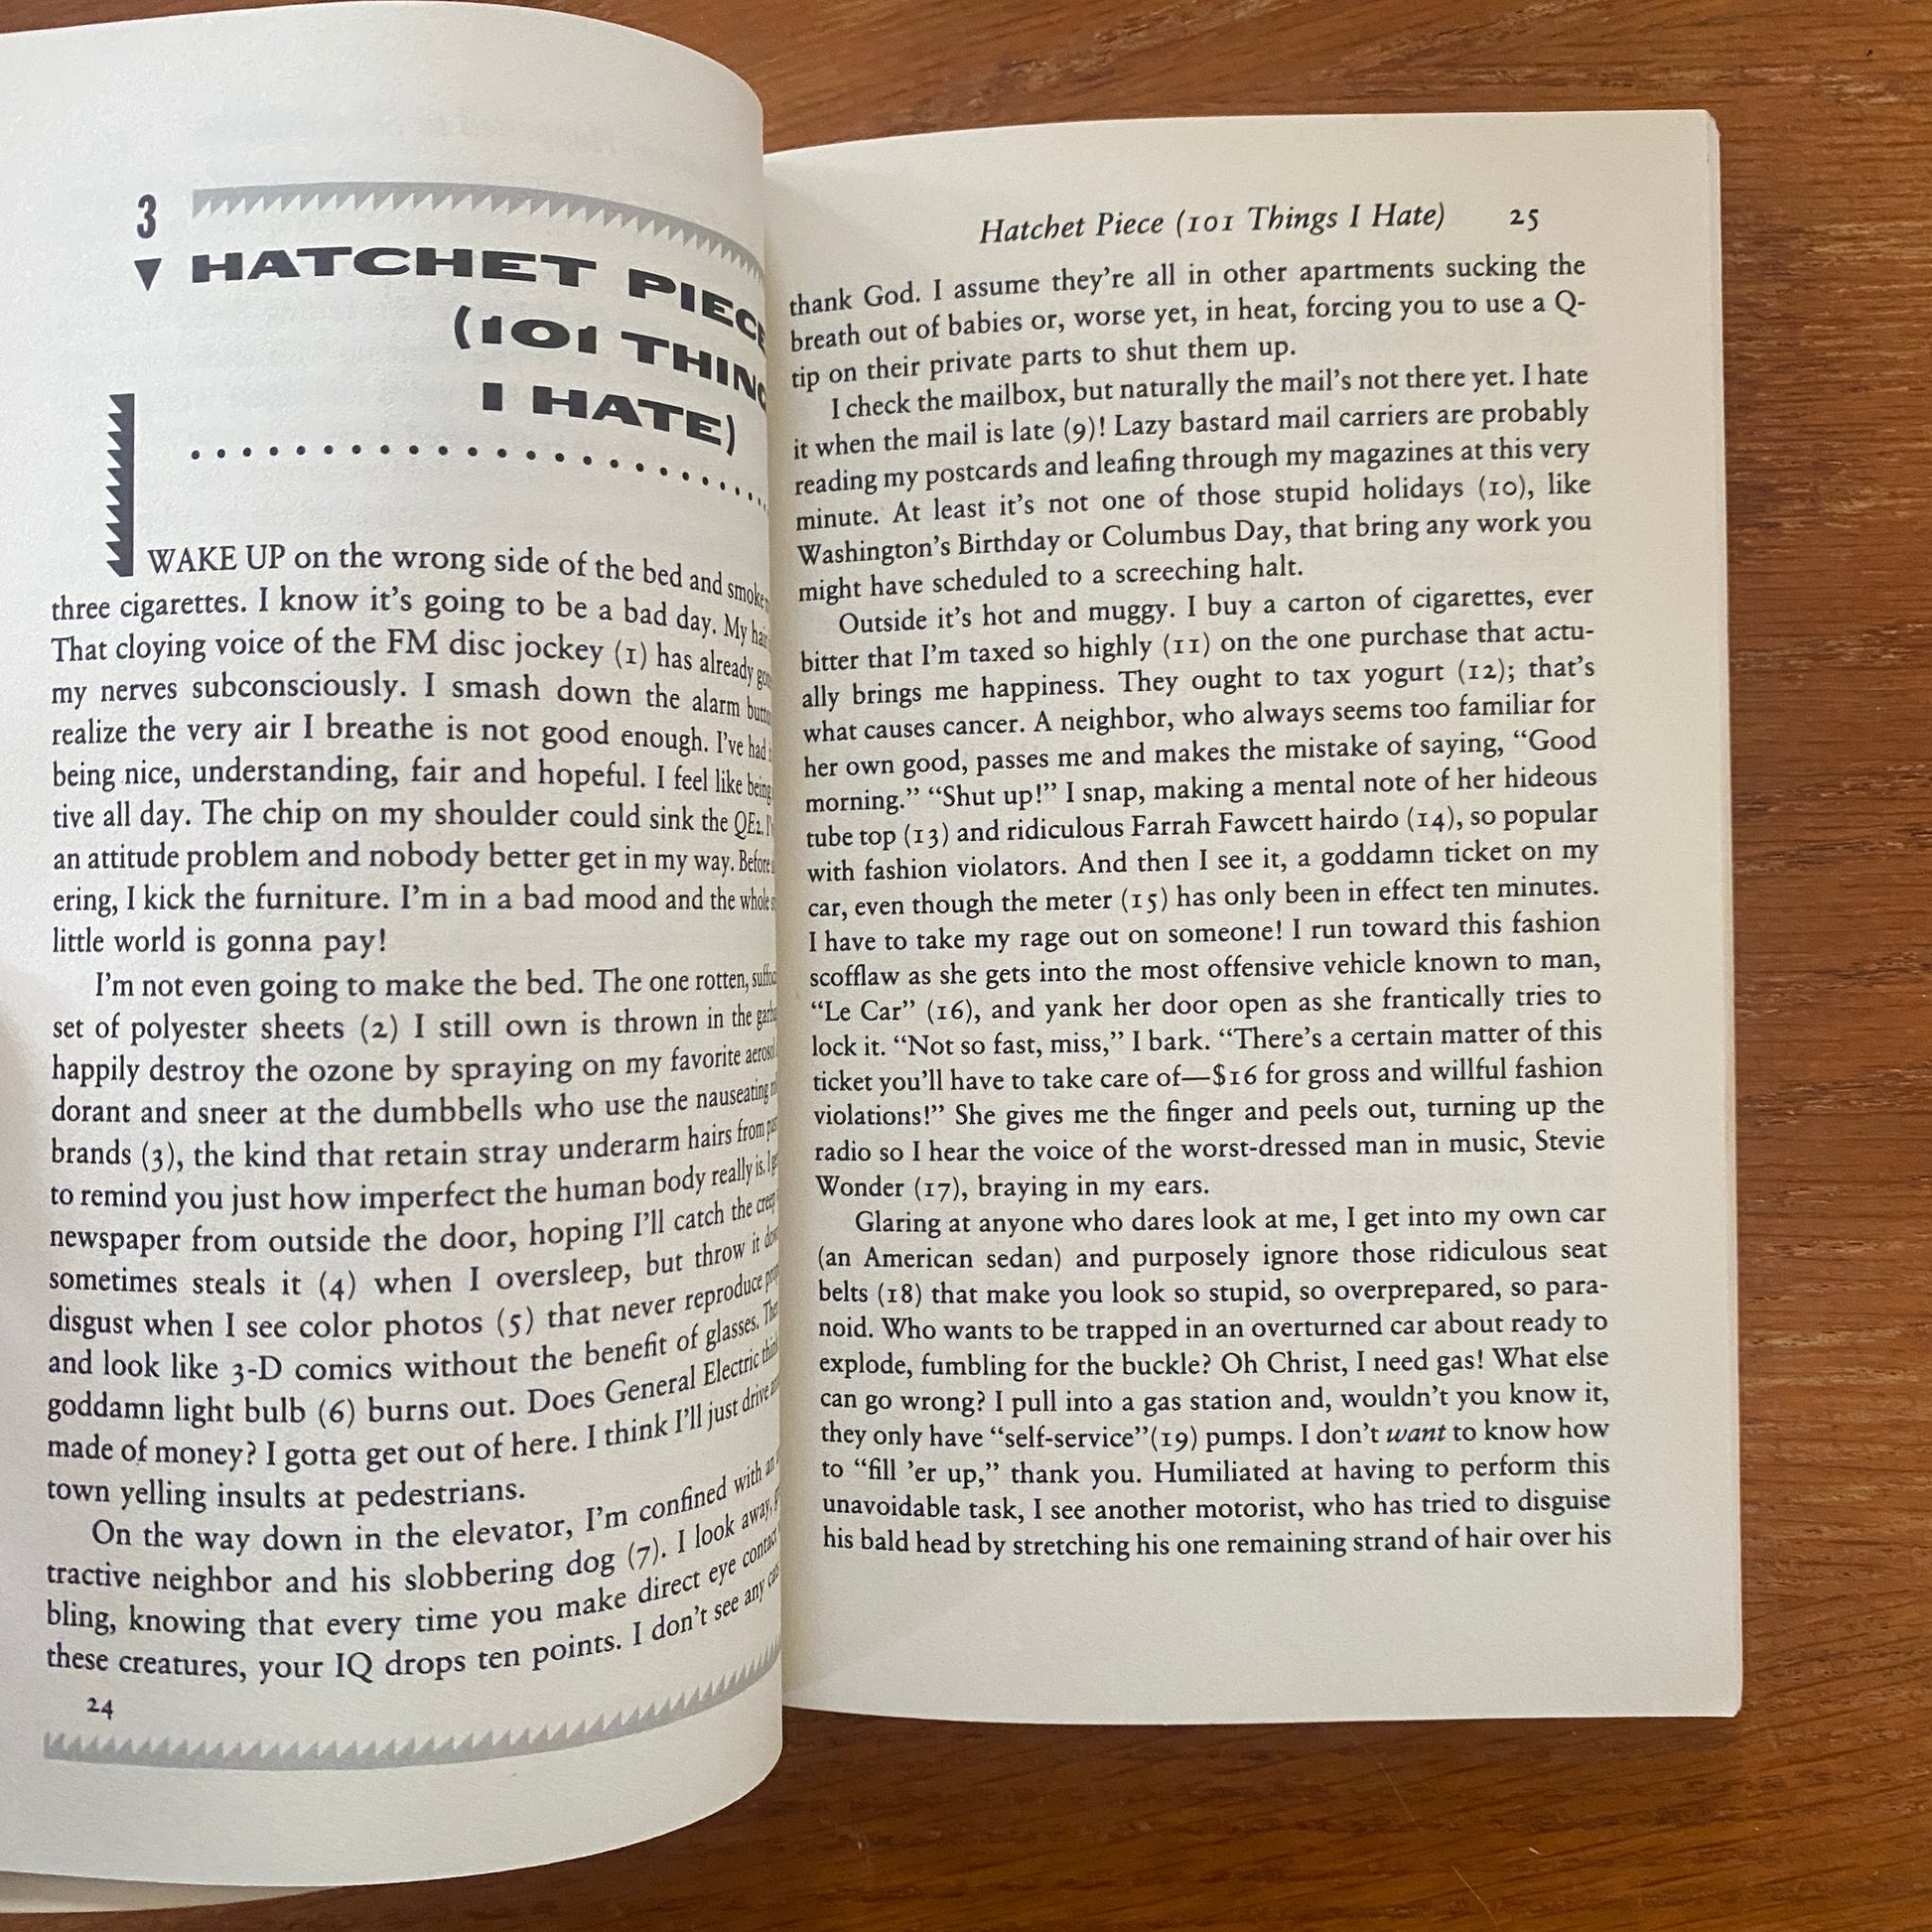 3
HATCHET PIECE
(101 THING
I HATE)
I WAKE UP on the wrong side of the bed and smoke
three cigarettes. I know it's going to be a bad day. My
That cloying voice of the FM disc jockey (1) has already
my nerves subconsciously. I smash down the alarm
realize the very air I breathe is not good enough. I've had
being nice, understanding, fair and hopeful. I feel like being
tive all day. The chip on my shoulder could sink the QE2.
an attitude problem and nobody better get in my way. Before
ering, I kick the furniture. I'm in a bad mood and the whole
little world is gonna pay!
I'm not even going to make the bed. The one rotten,
set of polyester sheets (2) I still own is thrown in the
happily destroy the ozone by spraying on my favorite
dorant and sneer at the dumbbells who use the nauseating
brands (3), the kind that retain stray underarm hairs from
to remind you just how imperfect the human body really is. I
newspaper from outside the door, hoping I'll catch the
sometimes steals it (4) when I oversleep, but throw it
disgust when I see color photos (5) that never reproduce
and look like 3-D comics without the benefit of glasses.
goddamn light bulb (6) burns out. Does General Electric
made of money? I gotta get out of here. I think I'll just drive
town yelling insults at pedestrians.
On the way down in the elevator, I'm confined with an
tractive neighbor and his slobbering dog (7). I look away,
bling, knowing that every time you make direct eye contact
these creatures, your IQ drops ten points. I don't see any
24
Hatchet Piece (101 Things I Hate) 25
thank God. I assume they're all in other apartments sucking the
breath out of babies or, worse yet, in heat, forcing you to use a Q-
tip on their private parts to shut them up.
I check the mailbox, but naturally the mail's not there yet. I hate
it when the mail is late (9)! Lazy bastard mail carriers are probably
reading my postcards and leafing through my magazines at this very
minute. At least it's not one of those stupid holidays (10), like
Washington's Birthday or Columbus Day, that bring any work you
might have scheduled to a screeching halt.
Outside it's hot and muggy. I buy a carton of cigarettes, ever
bitter that I'm taxed so highly (11) on the one purchase that actu-
ally brings me happiness. They ought to tax yogurt (12); that's
what causes cancer. A neighbor, who always seems too familiar for
her own good, passes me and makes the mistake of saying, "Good
morning." "Shut up!" I snap, making a mental note of her hideous
tube top (13) and ridiculous Farrah Fawcett hairdo (14), so popular
with fashion violators. And then I see it, a goddamn ticket on my
car, even though the meter (15) has only been in effect ten minutes.
I have to take my rage out on someone! I run toward this fashion
scofflaw as she gets into the most offensive vehicle known to man,
"Le Car" (16), and yank her door open as she frantically tries to
lock it. "Not so fast, miss," I bark. "There's a certain matter of this
ticket you'll have to take care of—$16 for gross and willful fashion
violations!" She gives me the finger and peels out, turning up the
radio so I hear the voice of the worst-dressed man in music, Stevie
Wonder (17), braying in my ears.
Glaring at anyone who dares look at me, I get into my own car
(an American sedan) and purposely ignore those ridiculous seat
belts (18) that make you look so stupid, so overprepared, so para-
noid. Who wants to be trapped in an overturned car about ready to
explode, fumbling for the buckle? Oh Christ, I need gas! What else
can go wrong? I pull into a gas station and, wouldn't you know it,
they only have "self-service"(19) pumps. I don't want to know how
to "fill 'er up," thank you. Humiliated at having to perform this
unavoidable task, I see another motorist, who has tried to disguise
his bald head by stretching his one remaining strand of hair over his